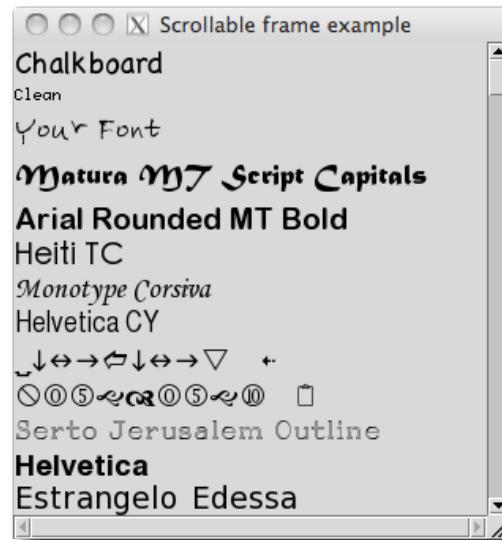 Scrollable frame example
Chalkboard
Clean
Your Font
Matura MT Script Capitals
Arial Rounded MT Bold
Heiti TC
Monotype Corsiva
Helvetica CY
Serto Jerusalem Outline
Helvetica
Estrangelo Edessa